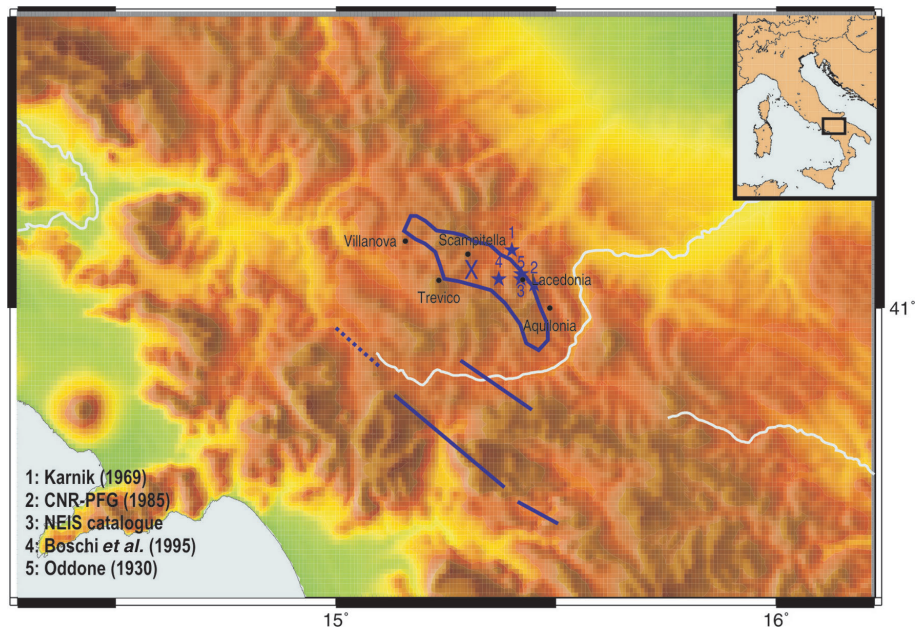 1
Villanova
Scampitella
X
4
5
2
Lacedonia
3
Trevico
Aquilonia
41°
1: Karnik (1969)
2: CNR-PFG (1985)
3: NEIS catalogue
4: Boschi et al. (1995)
5: Oddone (1930)
15°
16°